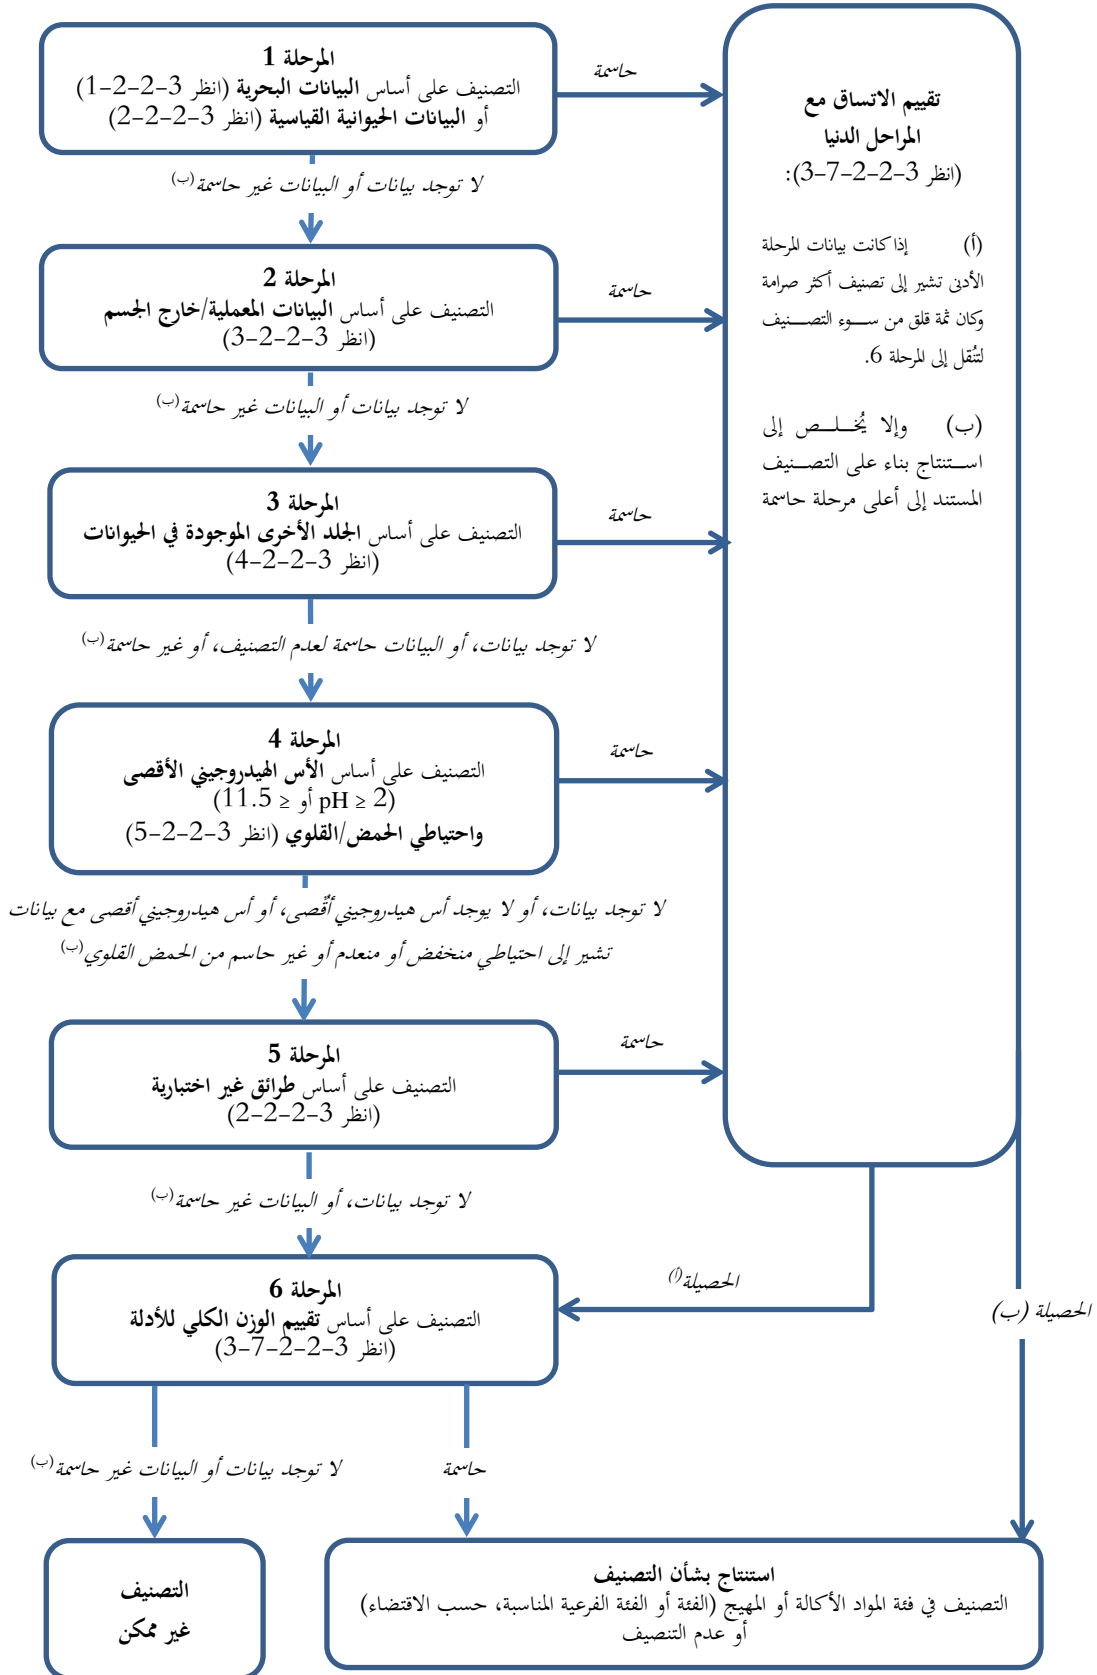 المرحلة 1
التصنيف على أساس البيانات البحرية (انظر 3-2-2-1)
أو البيانات الحيوانية القياسية (انظر 3-2-2-2)
حاسمة
لا توجد بيانات أو البيانات غير حاسمة(ب)
المرحلة 2
التصنيف على أساس البيانات المعملية/خارج الجسم
(انظر 3-2-2-3)
حاسمة
لا توجد بيانات أو البيانات غير حاسمة(ب)
المرحلة 3
التصنيف على أساس الجلد الأخرى الموجودة في الحيوانات
(انظر 3-2-2-4)
حاسمة
لا توجد بيانات، أو البيانات حاسمة لعدم التصنيف، أو غير حاسمة(ب)
المرحلة 4
التصنيف على أساس الأس الهيدروجيني الأقصى
(pH ≥ 2 أو ≤ 11.5)
واحتياطي الحمض/القلوي (انظر 3-2-2-5)
حاسمة
لا توجد بيانات، أو لا يوجد أس هيدروجيني أقْصى، أو أس هيدروجيني أقصى مع بيانات
تشير إلى احتياطي منخفض أو منعدم أو غير حاسم من الحمض القلوي(ب)
المرحلة 5
التصنيف على أساس طرائق غير اختبارية
(انظر 3-2-2-2)
حاسمة
لا توجد بيانات، أو البيانات غير حاسمة(ب)
المرحلة 6
التصنيف على أساس تقييم الوزن الكلي للأدلة
(انظر 3-2-2-7-3)
تقييم الاتساق مع
المراحل الدنيا
(انظر 3-2-2-7-3):
(أ) إذا كانت بيانات المرحلة
الأدنى تشير إلى تصنيف أكثر صرامة
وكان ثمة قلق من سوء التصنيف
لتُنقل إلى المرحلة 6.
(ب) وإلا يُخلص إلى
استنتاج بناء على التصنيف
المستند إلى أعلى مرحلة حاسمة
الحصيلة(أ)
الحصيلة (ب)
حاسمة
لا توجد بيانات أو البيانات غير حاسمة(ب)
استنتاج بشأن التصنيف
التصنيف في فئة المواد الأكالة أو المهيج (الفئة أو الفئة الفرعية المناسبة، حسب الاقتضاء)
أو عدم التنصيف
التصنيف
غير ممكن